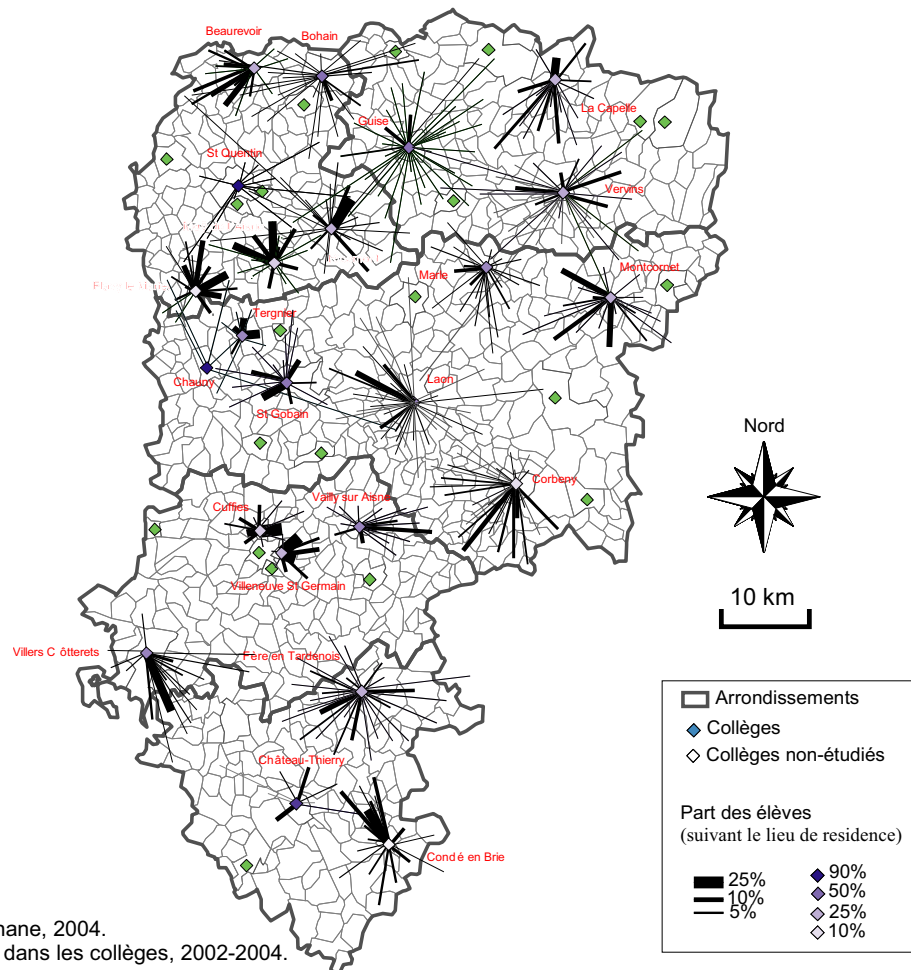 Beaurevoir
Bohain
Guise
La Capelle
St Quentin
Vervins
Marle
Montcornet
Tergnier
Chauny
Laon
St Gobain
Corbeny
Nord
Cuffies
Vailly sur Aisne
Villeneuve St Germain
10 km
Villers C ôtterets
Fère en Tardenois
Château-Thierry
Condé en Brie
Arrondissements
Collèges
Collèges non-étudiés
Part des élèves
(suivant le lieu de residence)
25%
10%
5%
90%
50%
25%
10%
nane, 2004.
dans les collèges, 2002-2004.